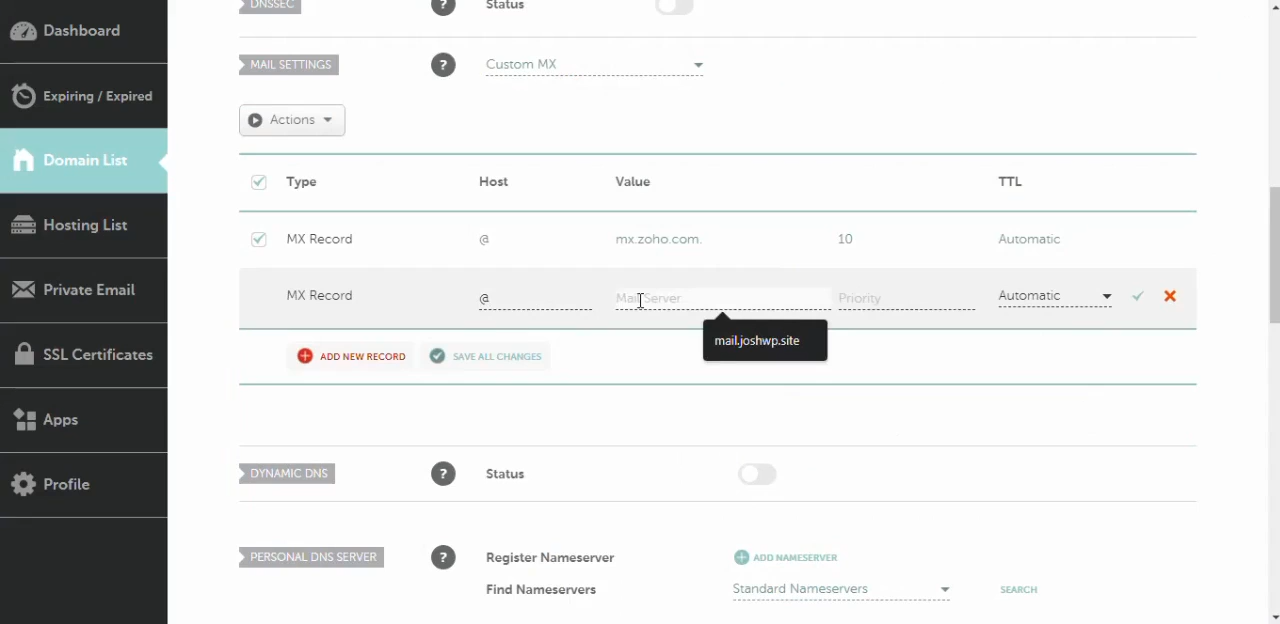 DNSSEC ? Status
Dashboard
MAIL SETTINGS ? Custom MX
Expiring / Expired
Actions
Domain List
Type Host Value TTL
Hosting List
MX Record @ mx.zoho.com. 10 Automatic
Private Email
MX Record @ Mail Server Priority Automatic
mail.joshwp.site
SSL Certificates
ADD NEW RECORD SAVE ALL CHANGES
Apps
DYNAMIC DNS ? Status
Profile
PERSONAL DNS SERVER ? Register Nameserver ADD NAMESERVER
Find Nameservers Standard Nameservers SEARCH